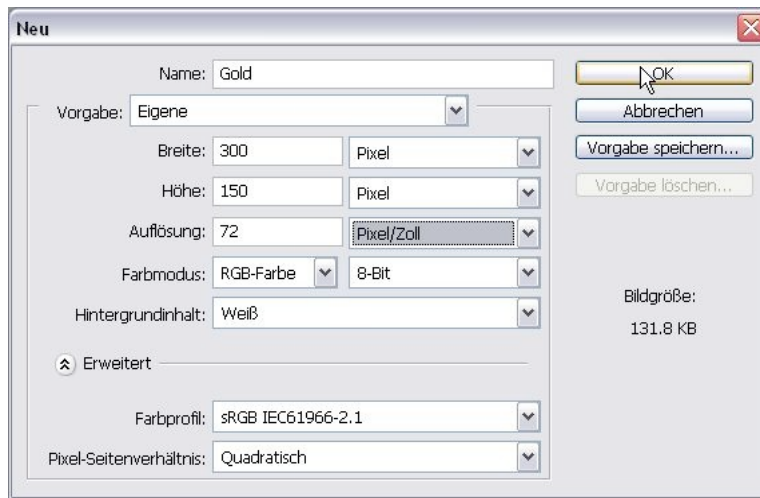 Neu
Name: Gold
OK
Vorgabe: Eigene
Abbrechen
Breite: 300 Pixel
Vorgabe speichern...
Höhe: 150 Pixel
Vorgabe löschen...
Auflösung: 72 Pixel/Zoll
Farbmodus: RGB-Farbe 8-Bit
Hintergrundinhalt: Weiß
Bildgröße:
131.8 KB
Erweitert
Farbprofil: sRGB IEC61966-2.1
Pixel-Seitenverhältnis: Quadratisch